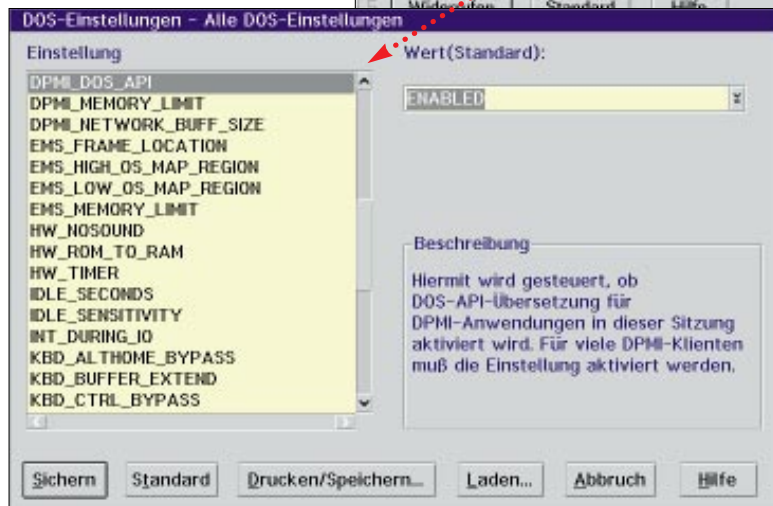 Widerrufen Standard Hilfe
DOS-Einstellungen - Alle DOS-Einstellungen
Einstellung
DPMI_DOS_API
DPMI_MEMORY_LIMIT
DPMI_NETWORK_BUFF_SIZE
EMS_FRAME_LOCATION
EMS_HIGH_OS_MAP_REGION
EMS_LOW_OS_MAP_REGION
EMS_MEMORY_LIMIT
HW_NOSOUND
HW_ROM_TO_RAM
HW_TIMER
IDLE_SECONDS
IDLE_SENSITIVITY
INT_DURING_IO
KBD_ALTHOME_BYPASS
KBD_BUFFER_EXTEND
KBD_CTRL_BYPASS
Wert(Standard):
ENABLED
Beschreibung
Hiermit wird gesteuert, ob
DOS-API-Übersetzung für
DPMI-Anwendungen in dieser Sitzung
aktiviert wird. Für viele DPMI-Klienten
muß die Einstellung aktiviert werden.
Sichern Standard Drucken/Speichern... Laden... Abbruch Hilfe